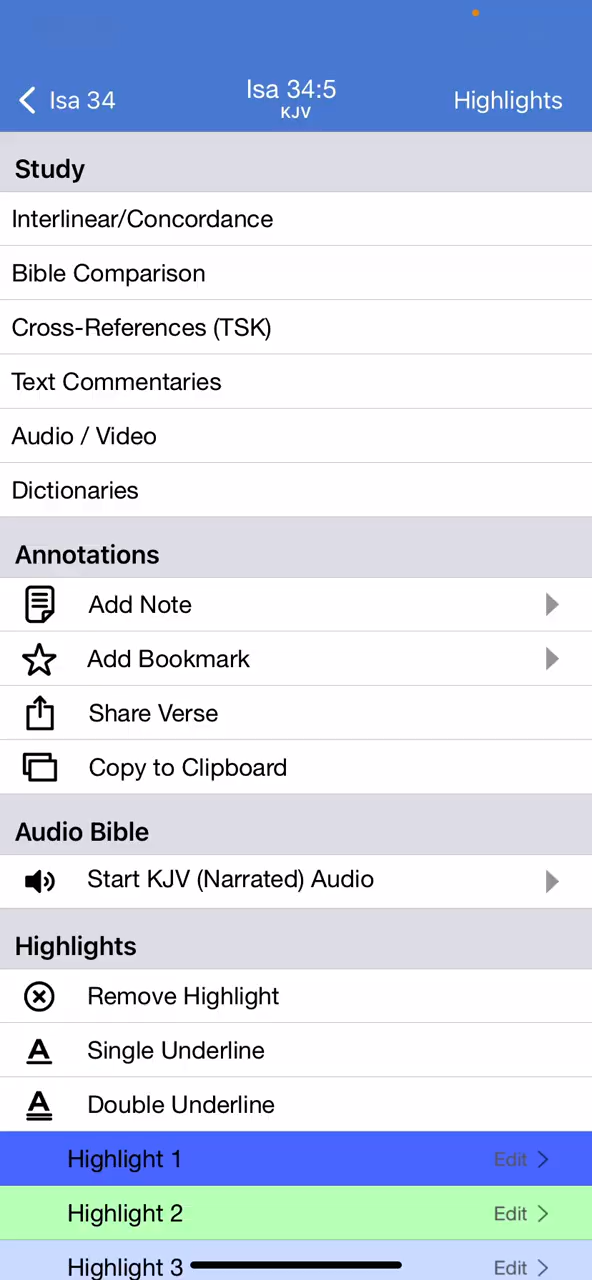 Isa 34
Isa 34:5
KJV
Highlights
Study
Interlinear/Concordance
Bible Comparison
Cross-References (TSK)
Text Commentaries
Audio / Video
Dictionaries
Annotations
Add Note
Add Bookmark
Share Verse
Copy to Clipboard
Audio Bible
Start KJV (Narrated) Audio
Highlights
Remove Highlight
A Single Underline
A Double Underline
Highlight 1 Edit
Highlight 2 Edit
Highlight 3 Edit